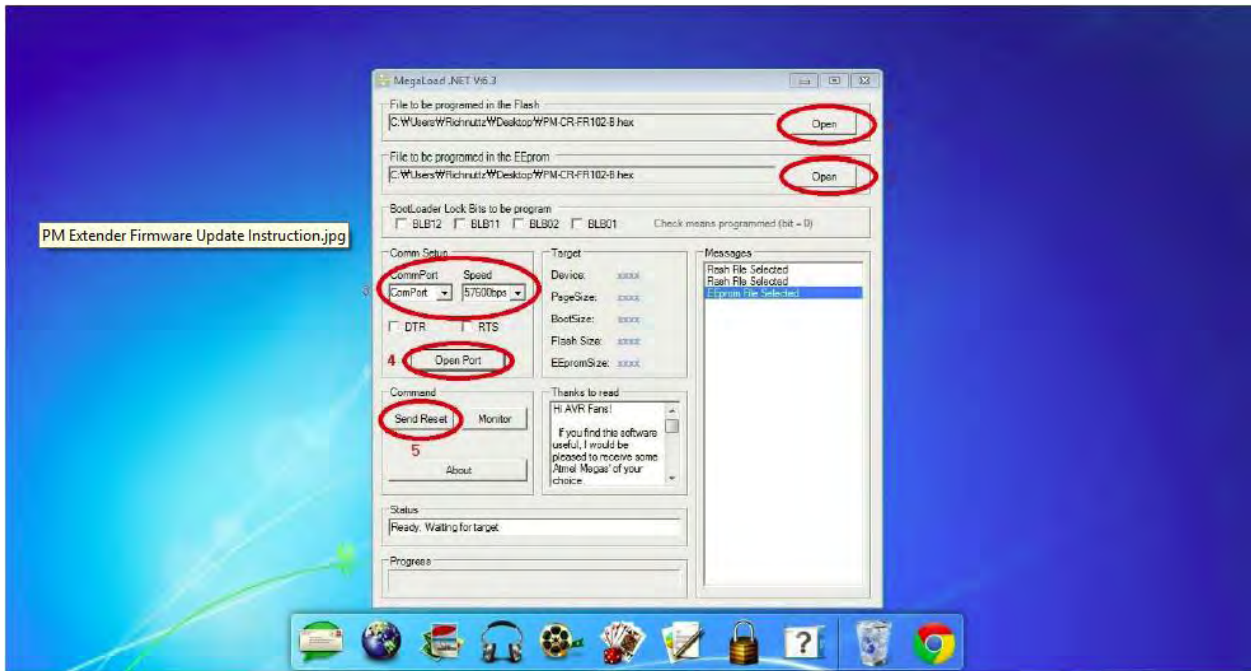 MegaLoad .NET V6.3
File to be programed in the Flash
C:₩Users₩Richnuttz₩Desktop₩PM-CR-FR102-B.hex
Open
File to be programed in the EEprom
C:₩Users₩Richnuttz₩Desktop₩PM-CR-FR102-B.hex
Open
BootLoader Lock Bits to be program
BLB12 BLB11 BLB02 BLB01 Check means programmed (bit = 0)
PM Extender Firmware Update Instruction.jpg
Comm Setup
CommPort Speed
3 ComPort 57600bps
DTR RTS
4 Open Port
Target
Device: xxxx
PageSize: xxxx
BootSize: xxxx
Flash Size: xxxx
EEpromSize: xxxx
Messages
Flash File Selected
Flash File Selected
EEprom File Selected
Command
Send Reset Monitor
5
About
Thanks to read
Hi AVR Fans!
If you find this software
useful, I would be
pleased to receive some
'Atmel Megas' of your
choice
Status
Ready. Waiting for target
Progress
?